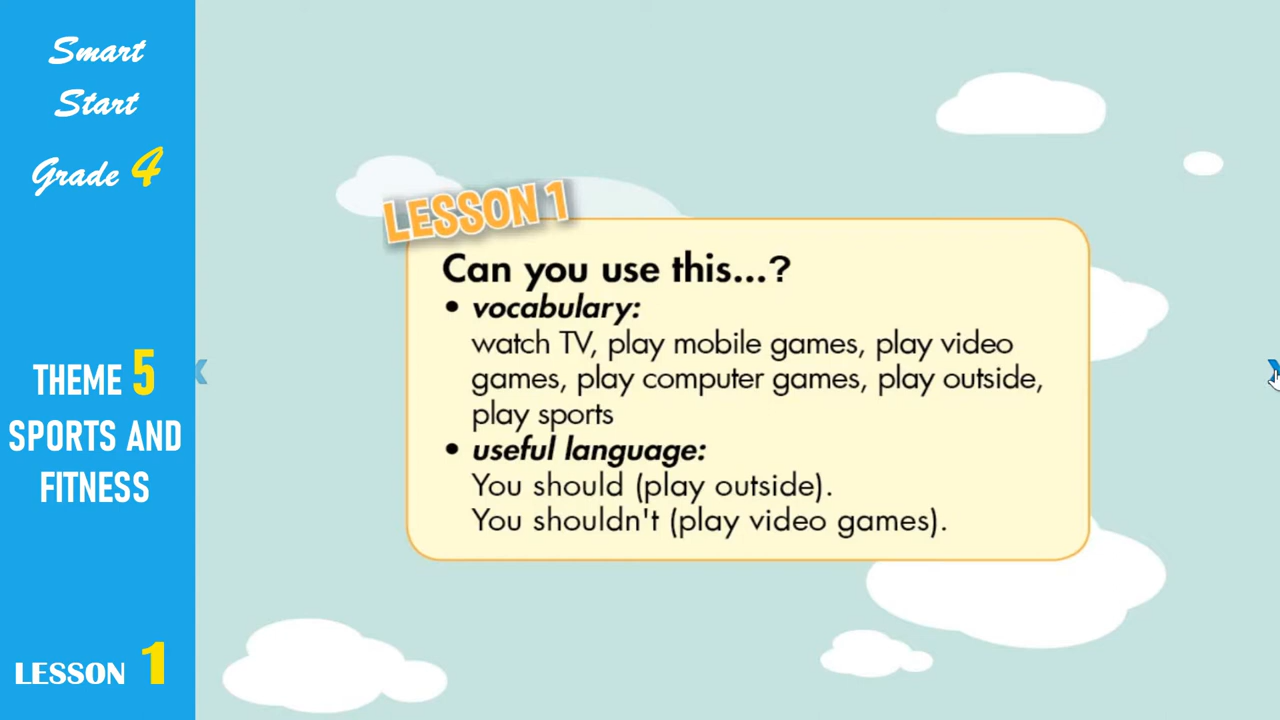 Smart
Start
Grade 4
THEME 5
SPORTS AND
FITNESS
LESSON 1
LESSON 1
Can you use this...?
• vocabulary:
watch TV, play mobile games, play video
games, play computer games, play outside,
play sports
• useful language:
You should (play outside).
You shouldn't (play video games).